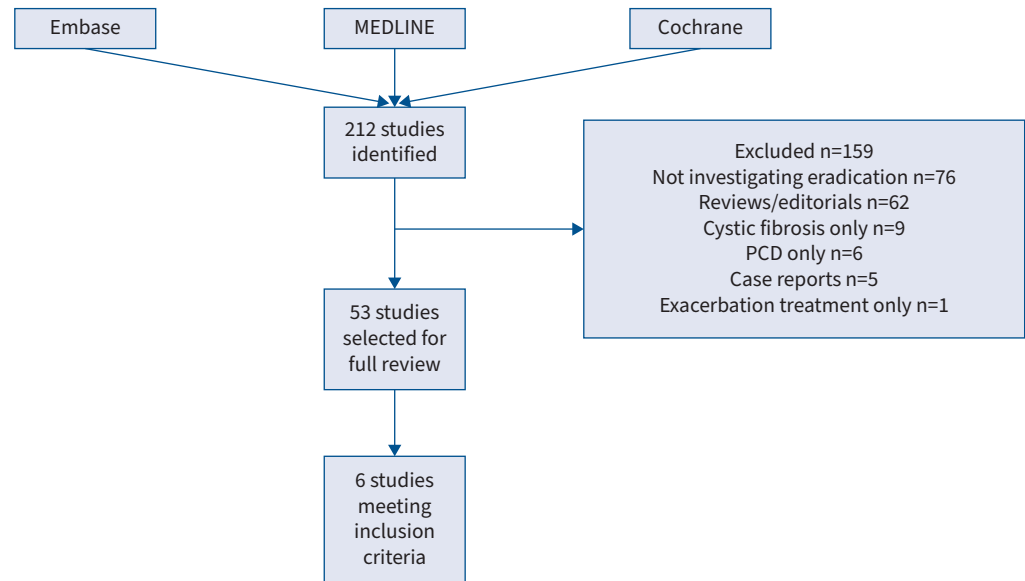 Embase
MEDLINE
Cochrane
212 studies
identified
Excluded n=159
Not investigating eradication n=76
Reviews/editorials n=62
Cystic fibrosis only n=9
PCD only n=6
Case reports n=5
Exacerbation treatment only n=1
53 studies
selected for
full review
6 studies
meeting
inclusion
criteria